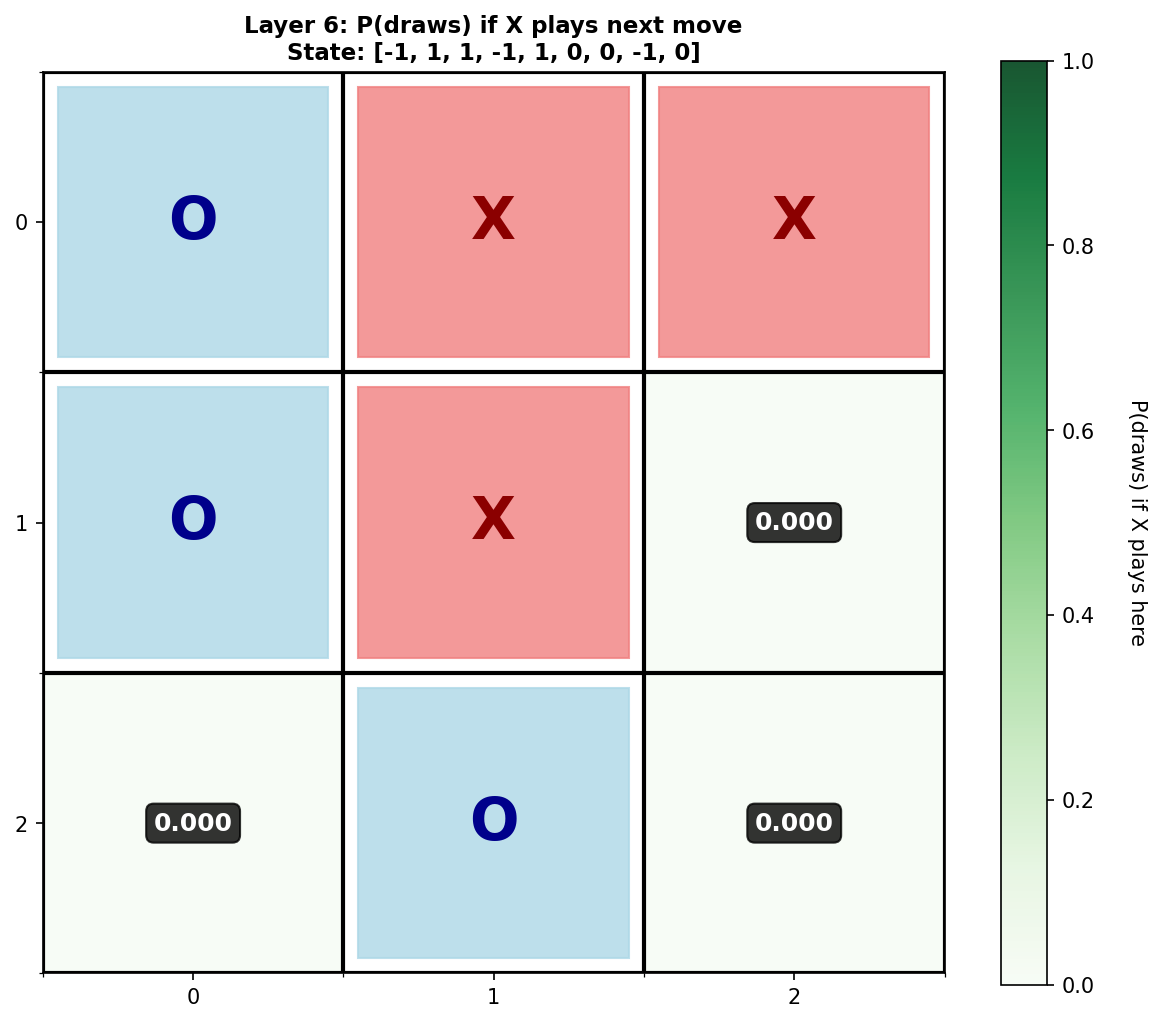 Layer 6: P(draws) if X plays next move
State: [-1, 1, 1, -1, 1, 0, 0, -1, 0]
O X X
O X 0.000
0.000 O 0.000
0
1
2
0 1 2
1.0
0.8
0.6
0.4
0.2
0.0
P(draws) if X plays here